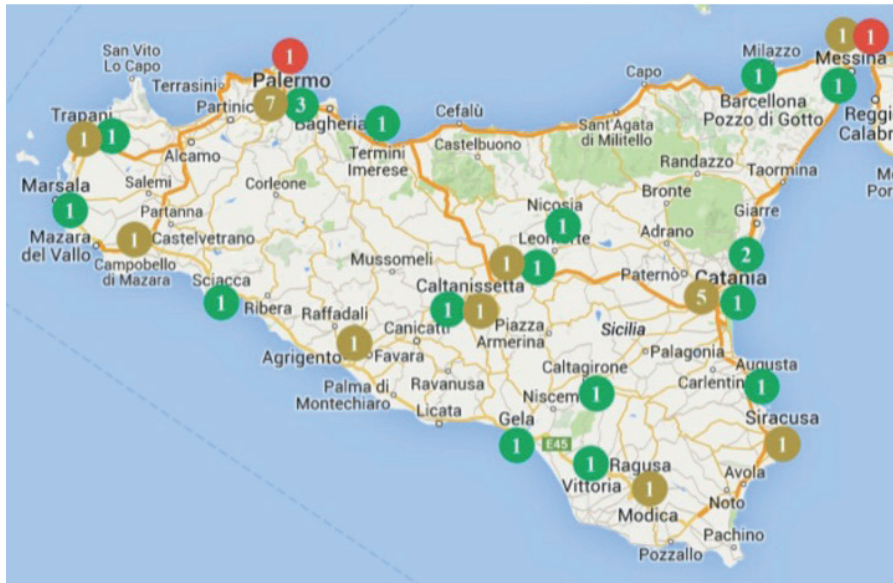 San Vito
Lo Capo
1
1
1
Palermo
Milazzo
Messina
Terrasini
Capo
1
1
Partinico
7
3
Cefalù
Barcellona
Pozzo di Gotto
Reggio
Calabr
Trapani
Bagheria
1
1
1
Termini
Imerese
Castelbuono
Sant'Agata
di Militello
Alcamo
Randazzo
Taormina
Marsala
Salemi
Corleone
Bronte
1
Partanna
Nicosia
1
Giarre
Mazara
del Vallo
1
Castelvetrano
Leonforte
Adrano
2
Campobello
di Mazara
Mussomeli
1
1
Paternò
Catania
Sciacca
1
Ribera
Caltanissetta
5
1
Raffadali
1
1
Canicattì
Piazza
Armerina
Sicilia
1
Agrigento
Favara
Palagonia
Caltagirone
Augusta
Palma di
Montechiaro
Ravanusa
Niscem
1
Carlentin
1
Licata
Gela
Siracusa
1
E45
1
1
Ragusa
Vittoria
1
Avola
Modica
Noto
Pachino
Pozzallo